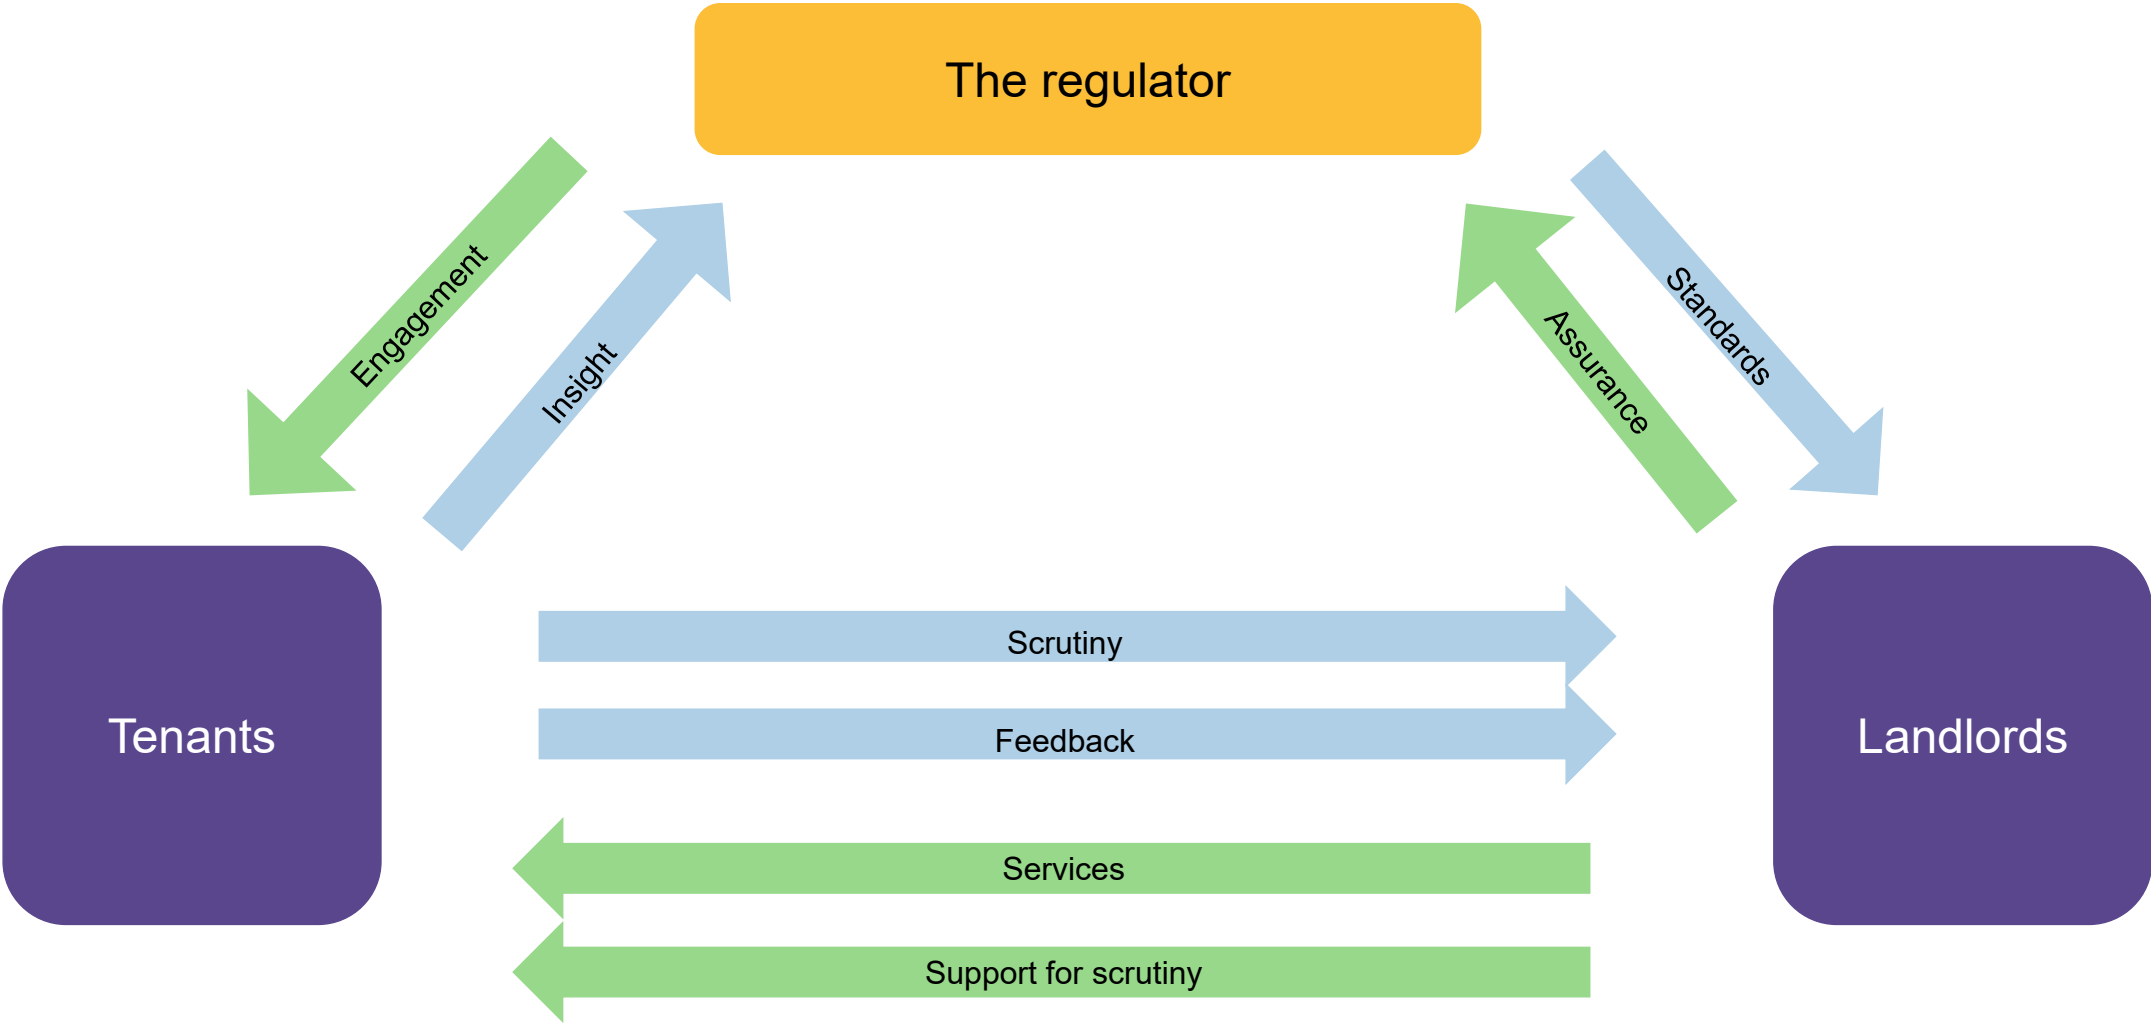 The regulator
Engagement
Insight
Assurance
Standards
Tenants
Scrutiny
Feedback
Services
Support for scrutiny
Landlords